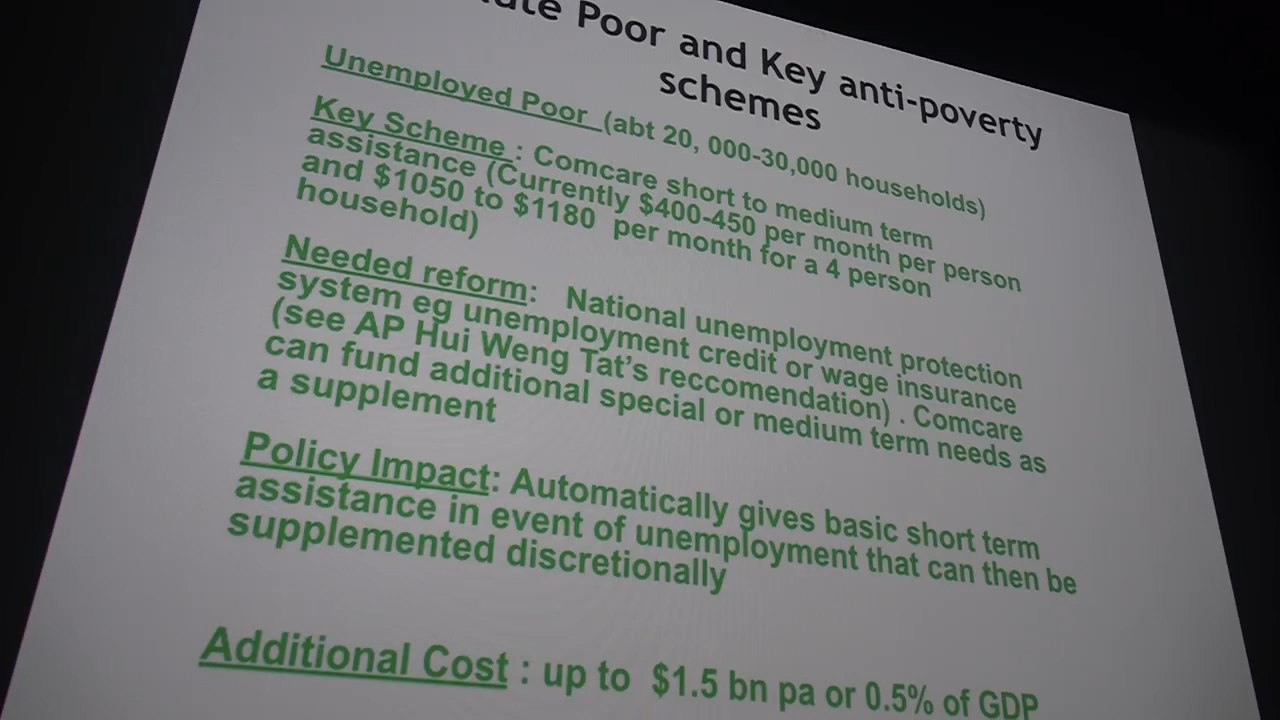 Poor and Key anti-poverty
schemes
Unemployed Poor (abt 20, 000-30,000 households)
Key Scheme : Comcare short to medium term
assistance (Currently $400-450 per month per person
and $1050 to $1180 per month for a 4 person
household)
Needed reform: National unemployment protection
system eg unemployment credit or wage insurance
(see AP Hui Weng Tat's reccomendation) . Comcare
can fund additional special or medium term needs as
a supplement
Policy Impact: Automatically gives basic short term
assistance in event of unemployment that can then be
supplemented discretionally
Additional Cost : up to $1.5 bn pa or 0.5% of GDP